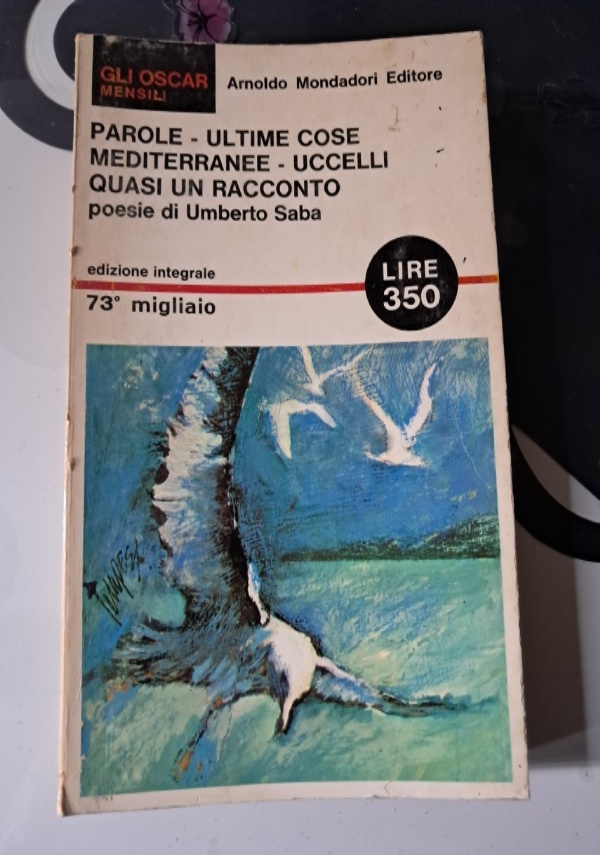 GLI OSCAR
MENSILI
Arnoldo Mondadori Editore
PAROLE - ULTIME COSE
MEDITERRANEE - UCCELLI
QUASI UN RACCONTO
poesie di Umberto Saba
edizione integrale
73° migliaio
LIRE
350